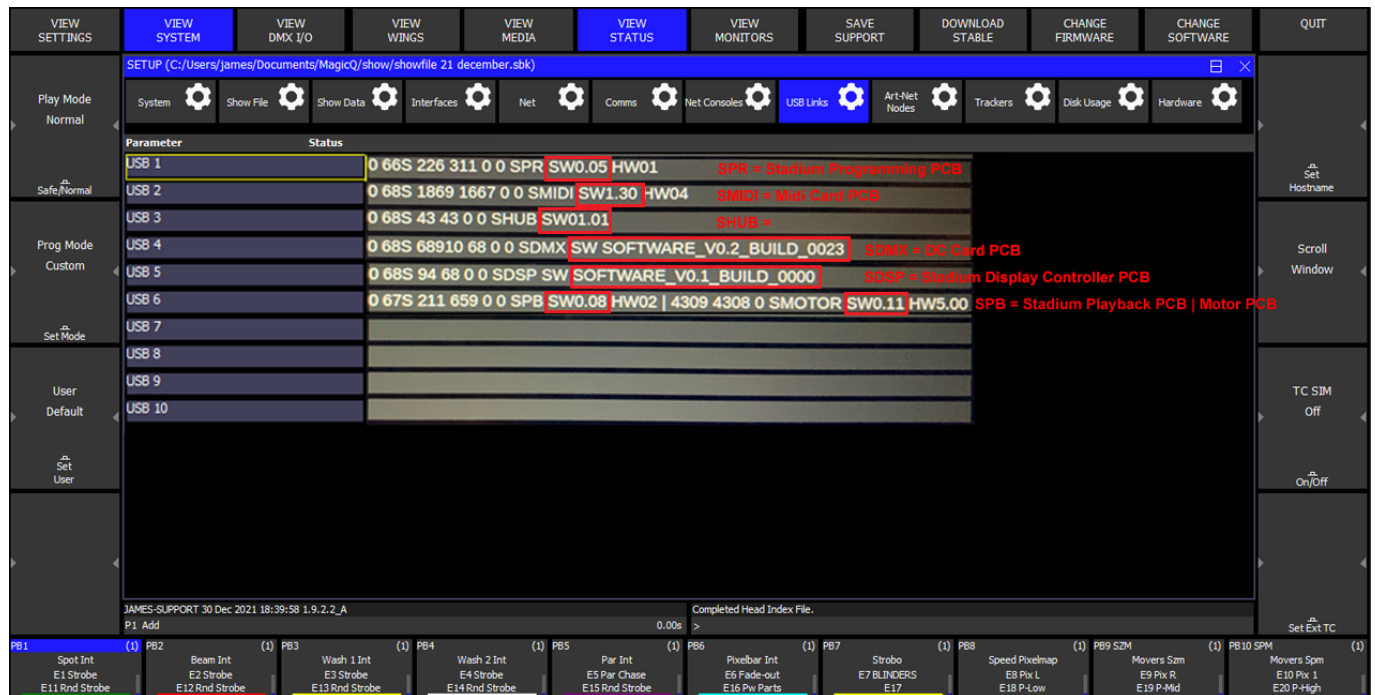 VIEW SETTINGS
VIEW SYSTEM
VIEW DMX I/O
VIEW WINGS
VIEW MEDIA
VIEW STATUS
VIEW MONITORS
SAVE SUPPORT
DOWNLOAD STABLE
CHANGE FIRMWARE
CHANGE SOFTWARE
QUIT
SETUP (C:/Users/james/Documents/MagicQ/show/showfile 21 december.sbk)
System
Show File
Show Data
Interfaces
Net
Comms
Net Consoles
USB Links
Art-Net Nodes
Trackers
Disk Usage
Hardware
Play Mode
Normal
Safe/Normal
Prog Mode
Custom
Set Mode
User
Default
Set
User
Parameter Status
USB 1 0 66S 226 311 0 0 SPR SW0.05 HW01 SPR = Stadium Programming PCB
USB 2 0 68S 1869 1667 0 0 SMIDI SW1.30 HW04 SMIDI = Midi Card PCB
USB 3 0 68S 43 43 0 0 SHUB SW01.01 SHUB =
USB 4 0 68S 68910 68 0 0 SDMX SW SOFTWARE_V0.2_BUILD_0023 SDMX = DC Card PCB
USB 5 0 68S 94 68 0 0 SDSP SW SOFTWARE_V0.1_BUILD_0000 SDSP = Stadium Display Controller PCB
USB 6 0 67S 211 659 0 0 SPB SW0.08 HW02 | 4309 4308 0 SMOTOR SW0.11 HW5.00 SPB = Stadium Playback PCB | Motor PCB
USB 7
USB 8
USB 9
USB 10
Set
Hostname
Scroll
Window
TC SIM
Off
On/Off
Set Ext TC
JAMES-SUPPORT 30 Dec 2021 18:39:58 1.9.2.2_A
Completed Head Index File.
P1 Add 0.00s >
PB1 (1)
Spot Int
E1 Strobe
E11 Rnd Strobe
PB2 (1)
Beam Int
E2 Strobe
E12 Rnd Strobe
PB3 (1)
Wash 1 Int
E3 Strobe
E13 Rnd Strobe
PB4 (1)
Wash 2 Int
E4 Strobe
E14 Rnd Strobe
PB5 (1)
Par Int
E5 Par Chase
E15 Rnd Strobe
PB6 (1)
Pixelbar Int
E6 Fade-out
E16 Pw Parts
PB7 (1)
Strobo
E7 BLINDERS
E17
PB8 (1)
Speed Pixelmap
E8 Pix L
E18 P-Low
PB9 SZM (1)
Movers Szm
E9 Pix R
E19 P-Mid
PB10 SPM (1)
Movers Spm
E10 Pix 1
E20 P-High